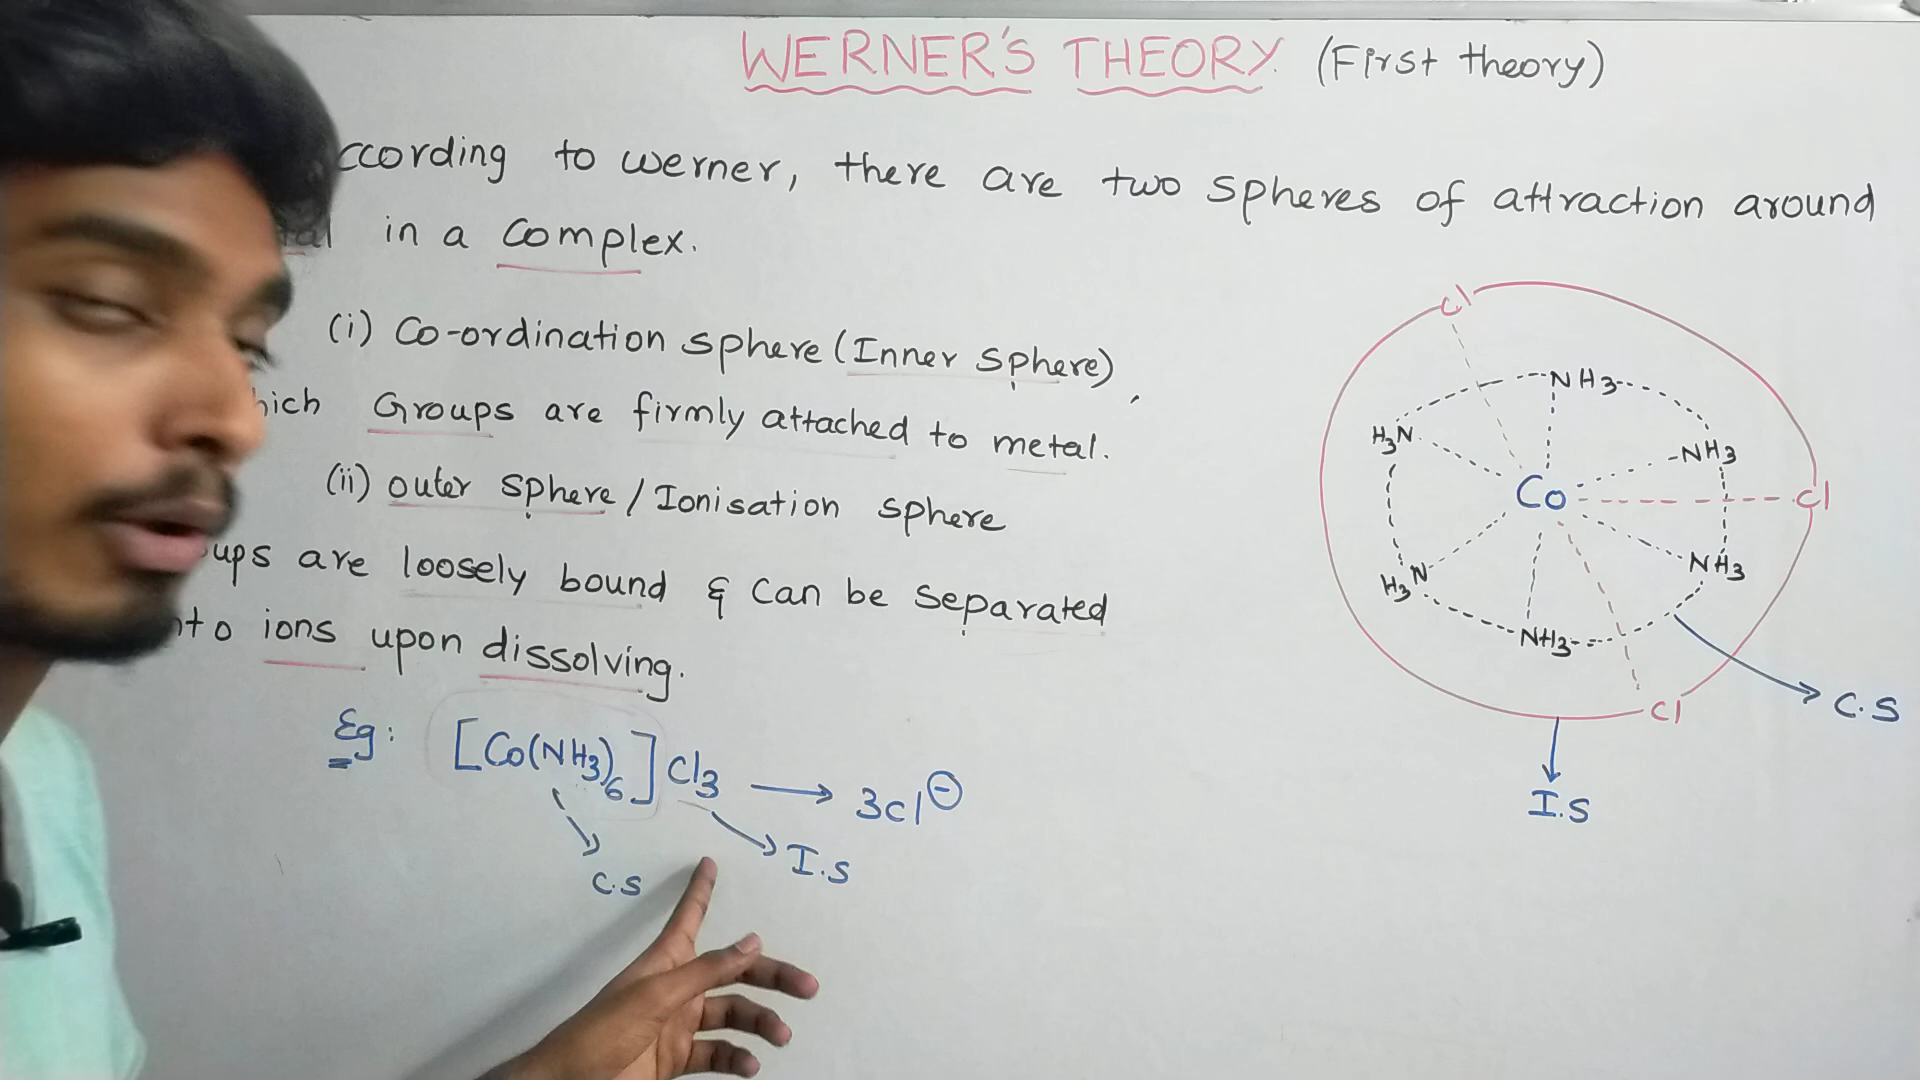 WERNER'S THEORY (First theory)
ccording to werner, there are two spheres of attraction around
al in a complex.
(i) Co-ordination sphere (Inner sphere),
hich Groups are firmly attached to metal.
(ii) outer sphere / Ionisation sphere
ups are loosely bound & can be separated
nto ions upon dissolving.
Eg: [Co(NH3)6]Cl3 → 3cl⊖
C.S
I.S
Cl
NH3
H3N
NH3
Co
Cl
NH3
H3N
NH3
Cl
C.S
I.S